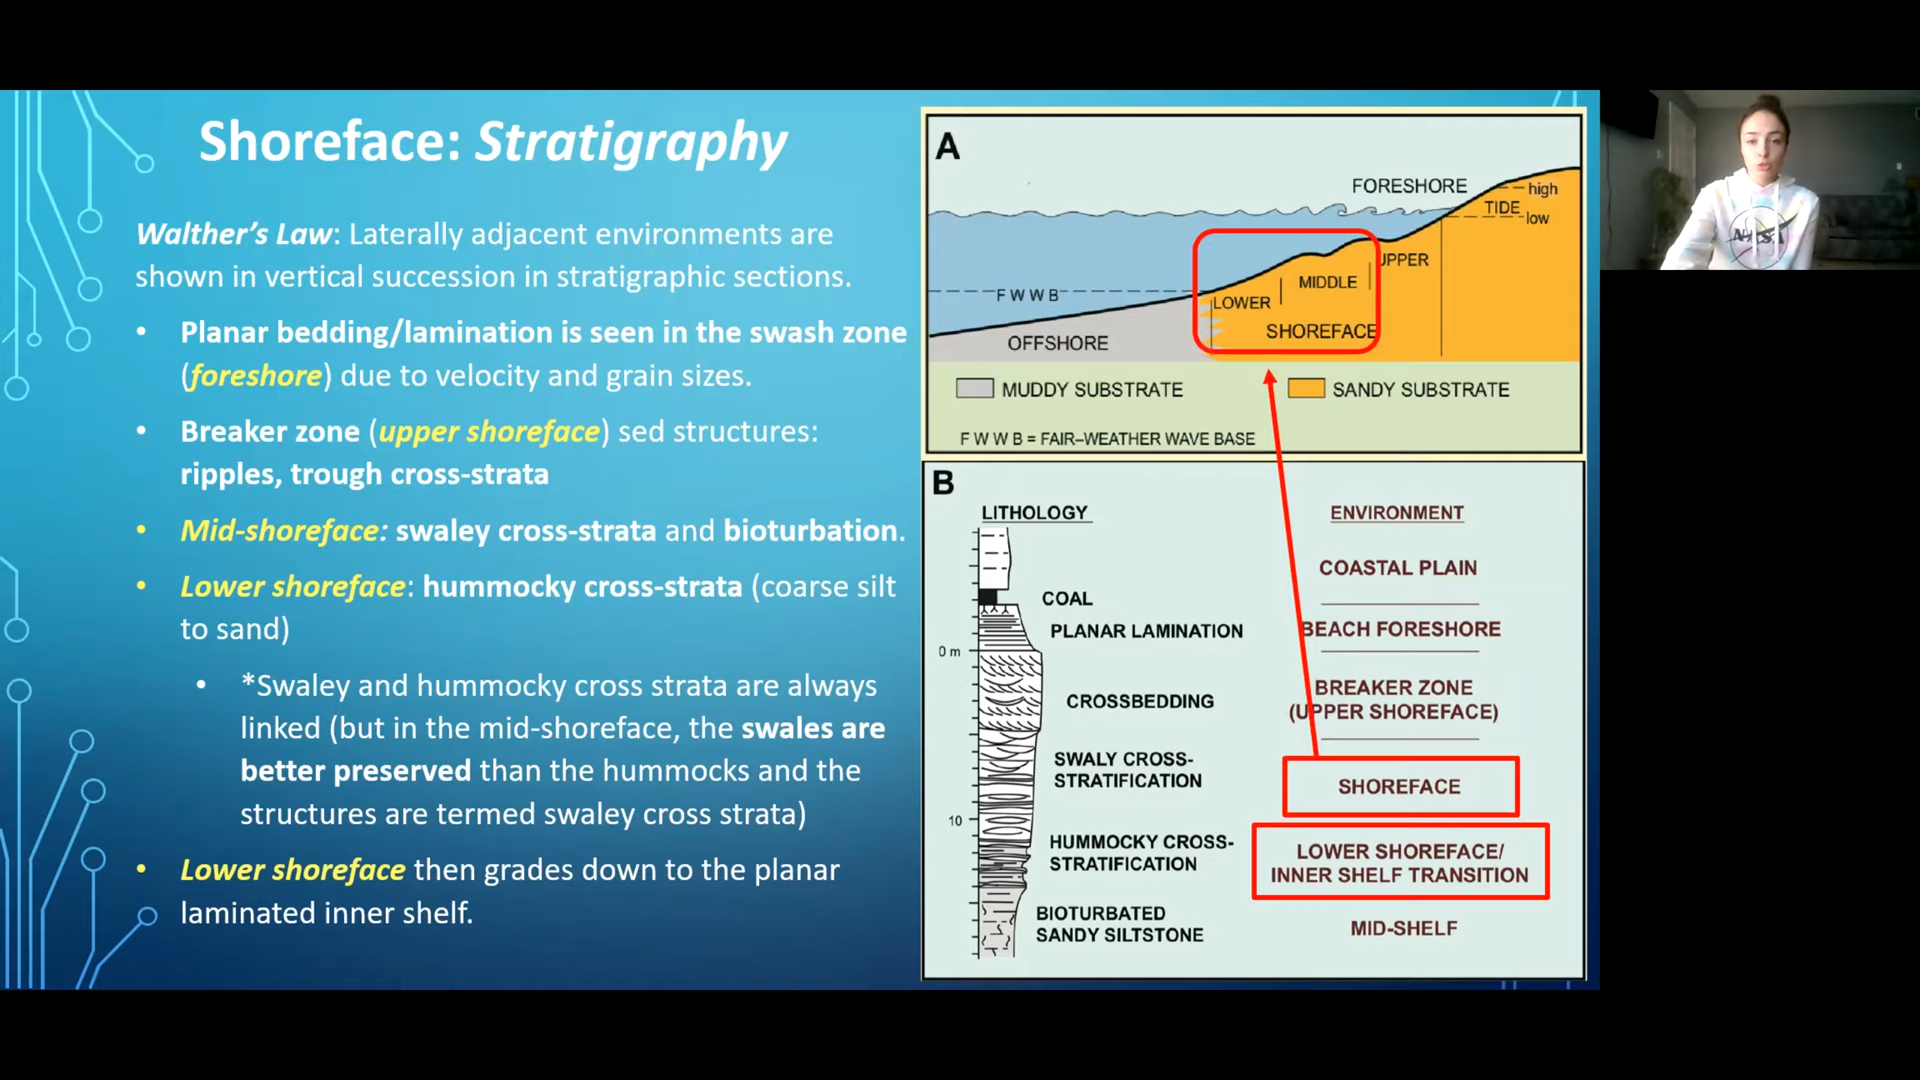 Shoreface: Stratigraphy
Walther's Law: Laterally adjacent environments are
shown in vertical succession in stratigraphic sections.
• Planar bedding/lamination is seen in the swash zone
(foreshore) due to velocity and grain sizes.
• Breaker zone (upper shoreface) sed structures:
ripples, trough cross-strata
• Mid-shoreface: swaley cross-strata and bioturbation.
• Lower shoreface: hummocky cross-strata (coarse silt
to sand)
• *Swaley and hummocky cross strata are always
linked (but in the mid-shoreface, the swales are
better preserved than the hummocks and the
structures are termed swaley cross strata)
• Lower shoreface then grades down to the planar
laminated inner shelf.
A
FORESHORE
high
TIDE
low
UPPER
MIDDLE
F W W B
LOWER
SHOREFACE
OFFSHORE
MUDDY SUBSTRATE
SANDY SUBSTRATE
F W W B = FAIR–WEATHER WAVE BASE
B
LITHOLOGY
ENVIRONMENT
COASTAL PLAIN
COAL
PLANAR LAMINATION
BEACH FORESHORE
0 m
CROSSBEDDING
BREAKER ZONE
(UPPER SHOREFACE)
SWALY CROSS-
STRATIFICATION
SHOREFACE
10
HUMMOCKY CROSS-
STRATIFICATION
LOWER SHOREFACE/
INNER SHELF TRANSITION
BIOTURBATED
SANDY SILTSTONE
MID-SHELF
NASA